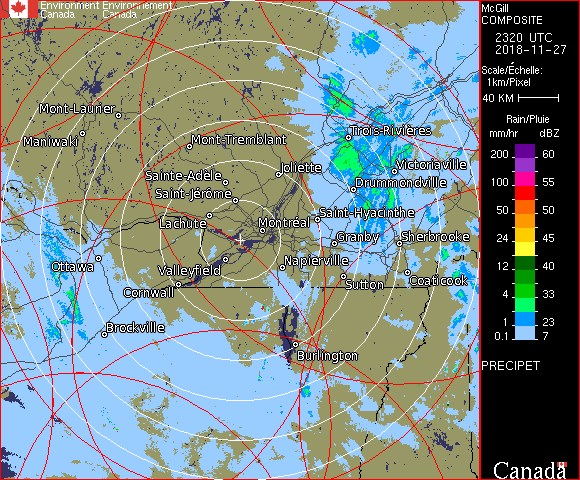 Environment Environnement
Canada Canada
McGill
COMPOSITE
2320 UTC
2018-11-27
Scale/Échelle:
1km/Pixel
40 KM
Rain/Pluie
mm/hr dBZ
200 60
150 57
100 55
50 50
24 45
12 40
4 33
1 23
0.1 7
PRECIPET
Canada
Mont-Laurier
Maniwaki
Mont-Tremblant
Trois-Rivières
Joliette
Victoriaville
Sainte-Adèle
Drummondville
Saint-Jérôme
Saint-Hyacinthe
Lachute
Montréal
Granby
Sherbrooke
Ottawa
Valleyfield
Napierville
Cornwall
Sutton
Coaticook
Brockville
Burlington